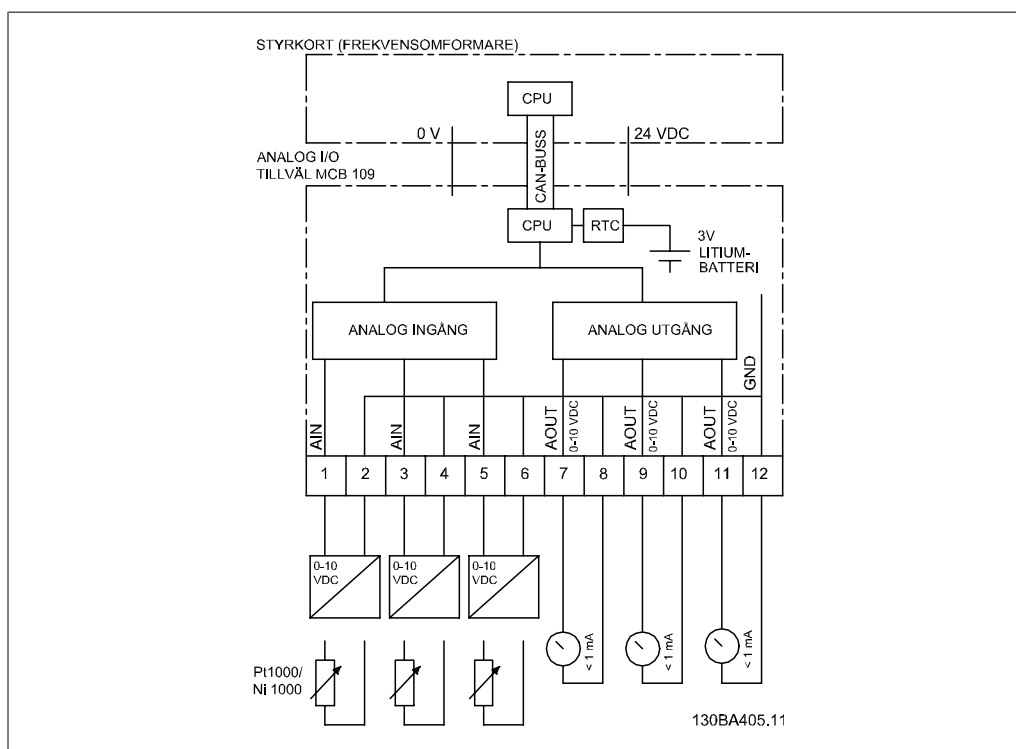 STYRKORT (FREKVENSOMFORMARE)
CPU
0 V
24 VDC
CAN-BUSS
ANALOG I/O
TILLVÄL MCB 109
CPU
RTC
3V
LITIUM-
BATTERI
ANALOG INGÅNG
ANALOG UTGÅNG
GND
AIN
AIN
AIN
AOUT
0-10 VDC
AOUT
0-10 VDC
AOUT
0-10 VDC
1
2
3
4
5
6
7
8
9
10
11
12
0-10
VDC
0-10
VDC
0-10
VDC
< 1 mA
< 1 mA
< 1 mA
Pt1000/
Ni 1000
130BA405.11